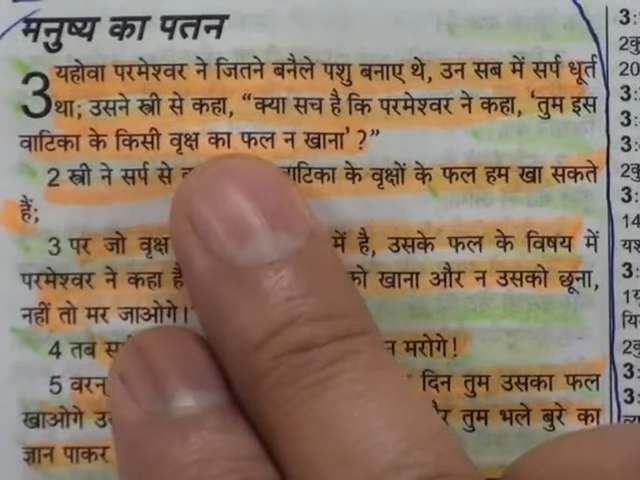 मनुष्य का पतन
3 यहोवा परमेश्वर ने जितने बनैले पशु बनाए थे, उन सब में सर्प धूर्त
था; उसने स्त्री से कहा, “क्या सच है कि परमेश्वर ने कहा, ‘तुम इस
वाटिका के किसी वृक्ष का फल न खाना’ ?”
2 स्त्री ने सर्प से के वृक्षों के फल हम खा सकते
हैं;
3 पर जो वृक्ष में है, उसके फल के विषय में
परमेश्वर ने कहा है को खाना और न उसको छूना,
नहीं तो मर जाओगे।
4 तब न मरोगे!
5 वरन् दिन तुम उसका फल
खाओगे तुम भले बुरे का
ज्ञान पाकर
3:
2कु
20
3:
3:
2कु
3:
14
यश
3:
2कु
3:
3: